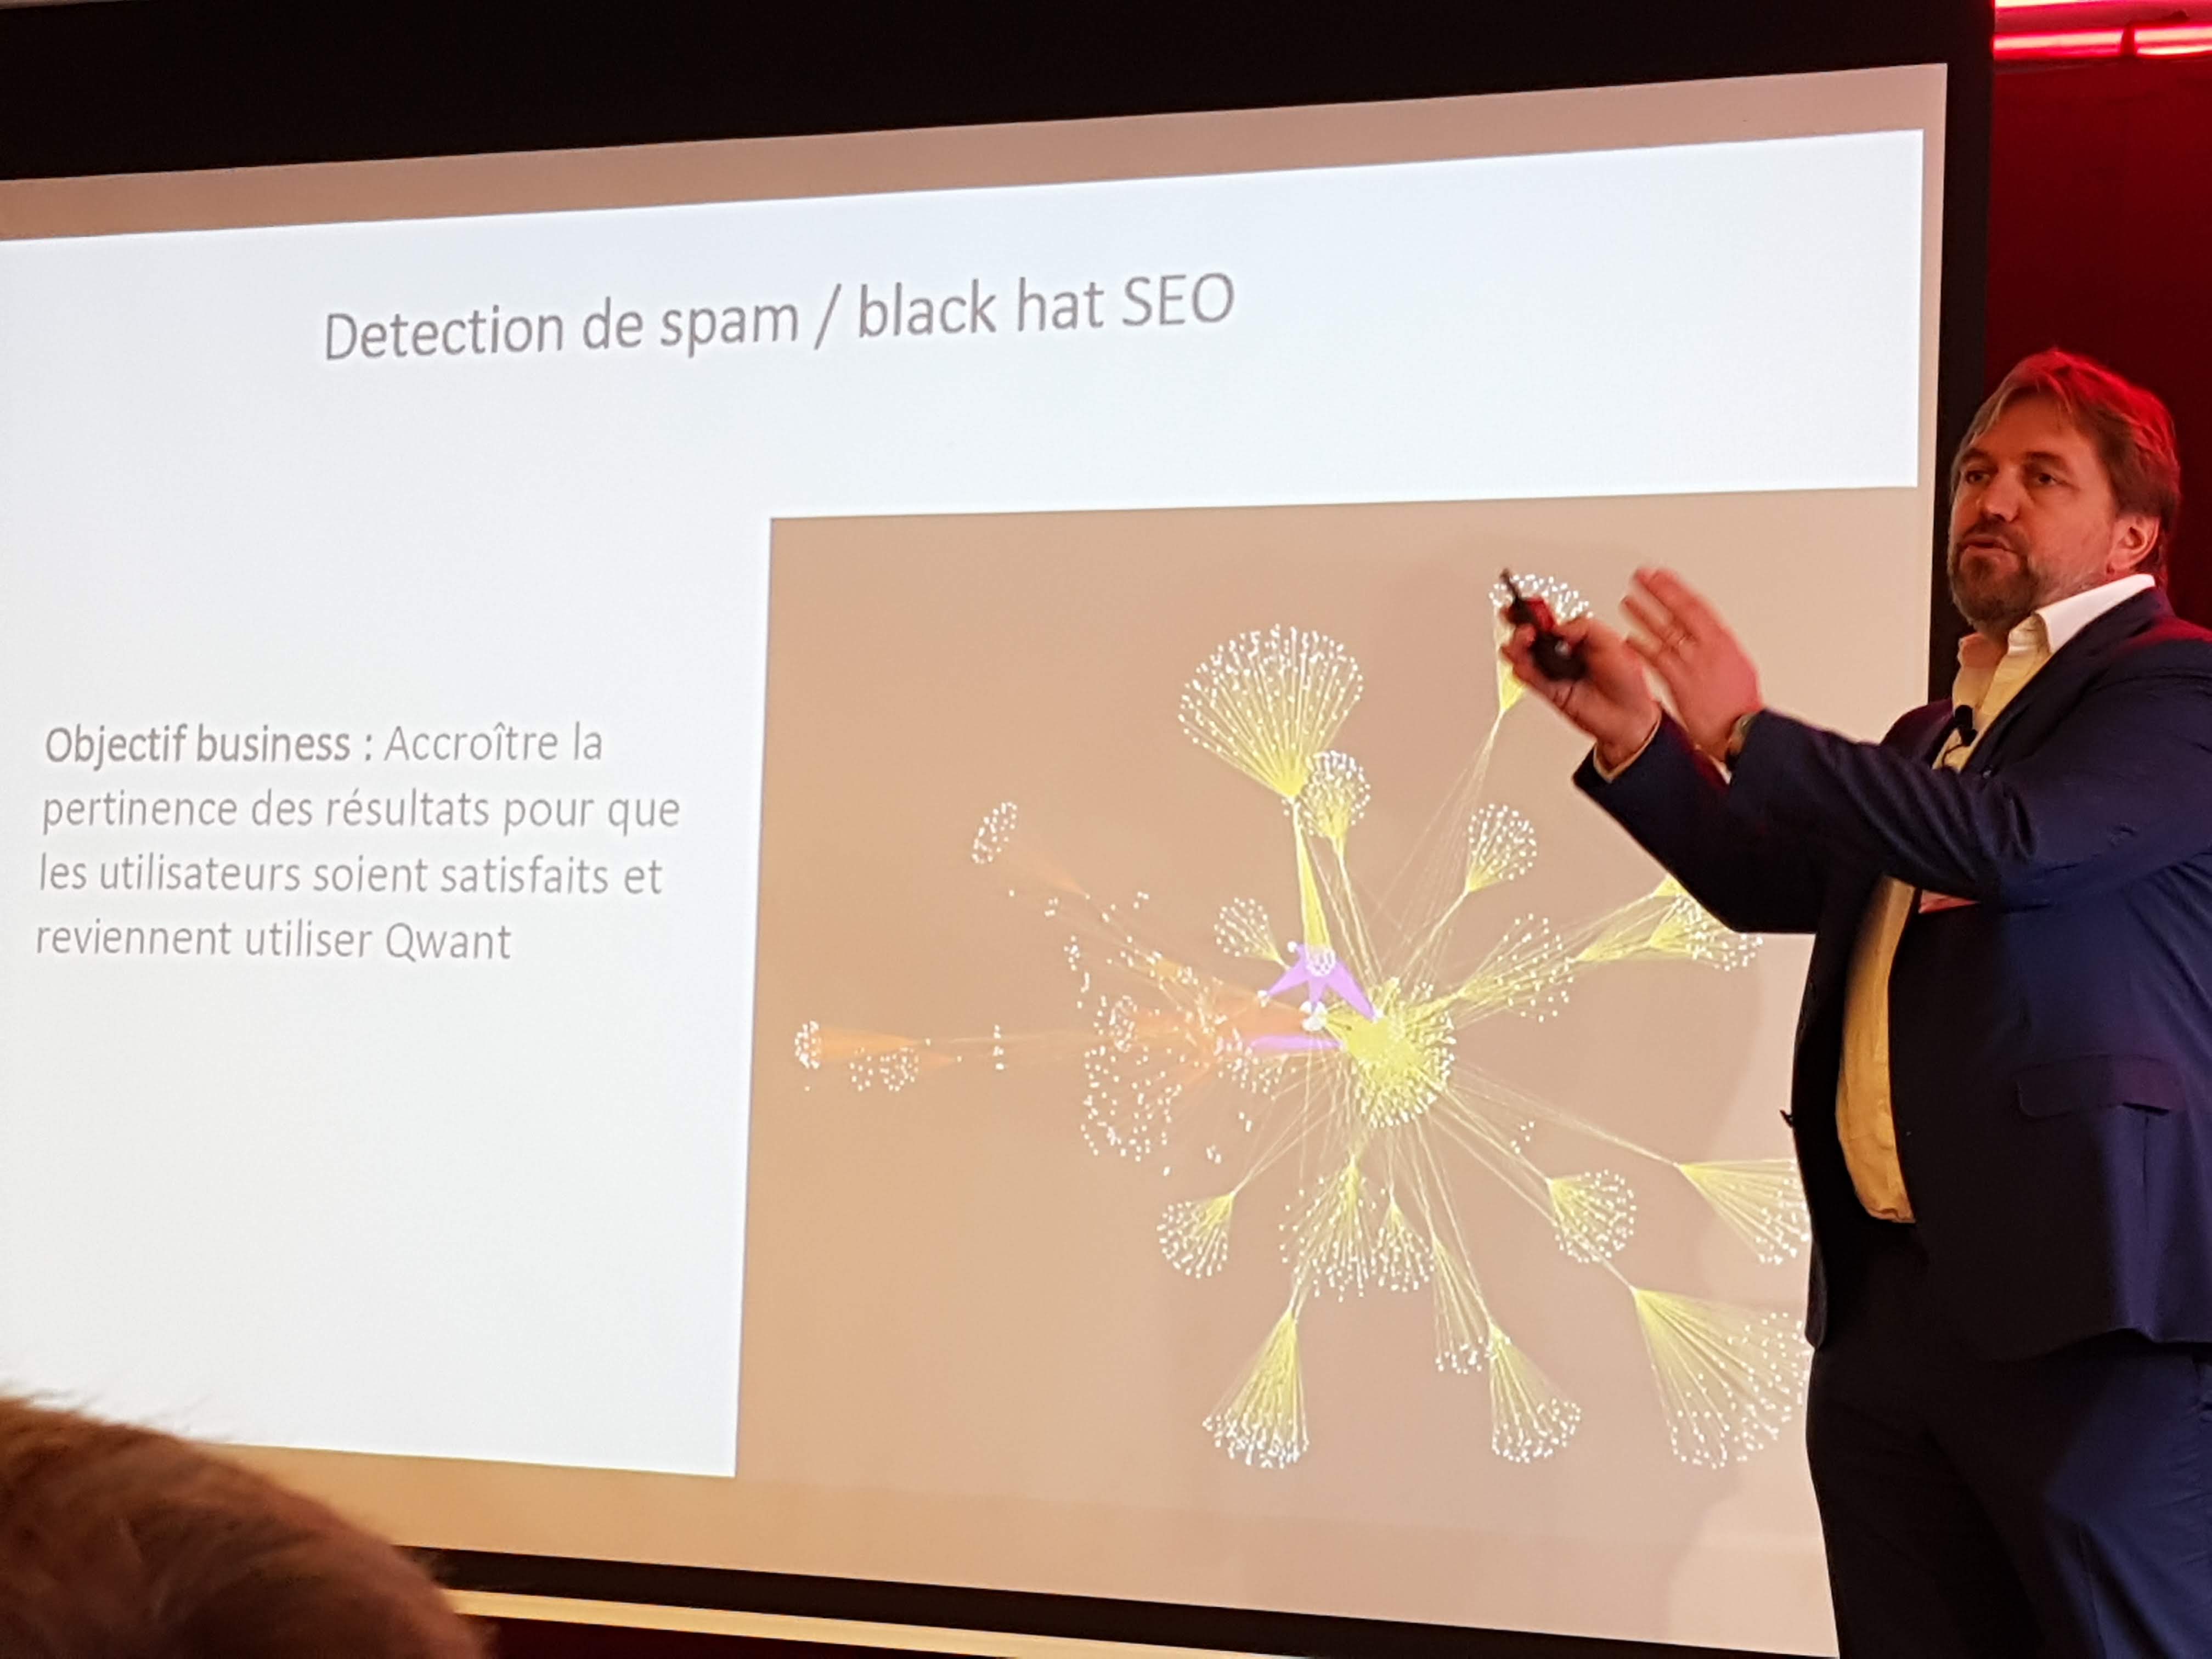 Detection de spam / black hat SEO
Objectif business : Accroître la
pertinence des résultats pour que
les utilisateurs soient satisfaits et
reviennent utiliser Qwant